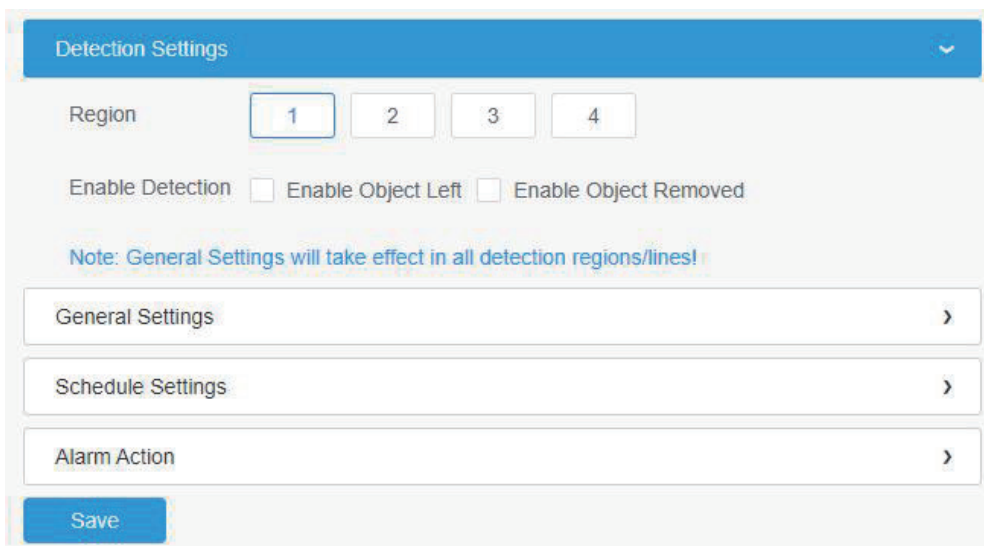 Detection Settings
Region 1 2 3 4
Enable Detection Enable Object Left Enable Object Removed
Note: General Settings will take effect in all detection regions/lines!
General Settings
Schedule Settings
Alarm Action
Save